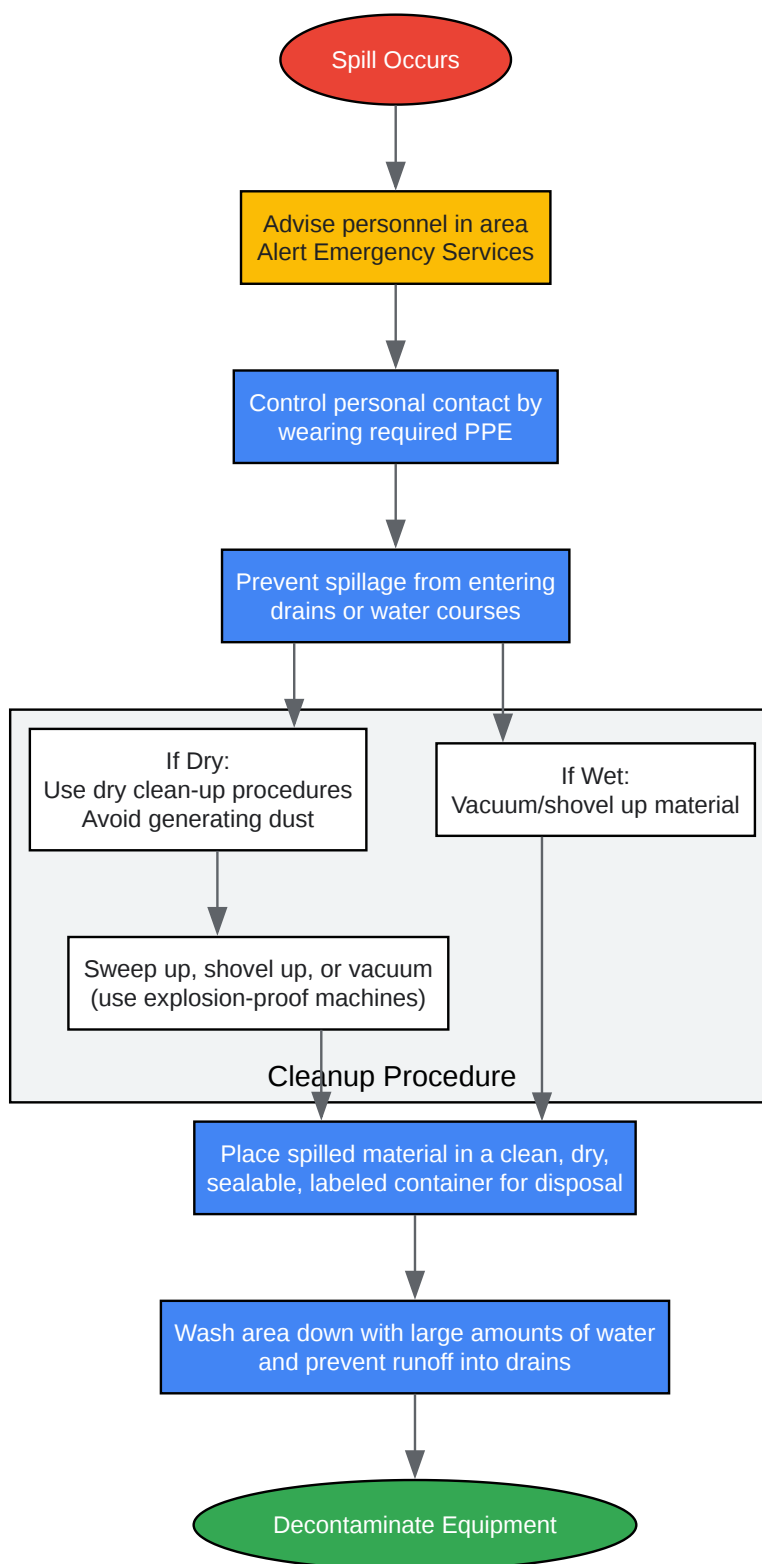 Spill Occurs
Advise personnel in area
Alert Emergency Services
Control personal contact by
wearing required PPE
Prevent spillage from entering
drains or water courses
If Dry:
Use dry clean-up procedures
Avoid generating dust
If Wet:
Vacuum/shovel up material
Sweep up, shovel up, or vacuum
(use explosion-proof machines)
Cleanup Procedure
Place spilled material in a clean, dry,
sealable, labeled container for disposal
Wash area down with large amounts of water
and prevent runoff into drains
Decontaminate Equipment